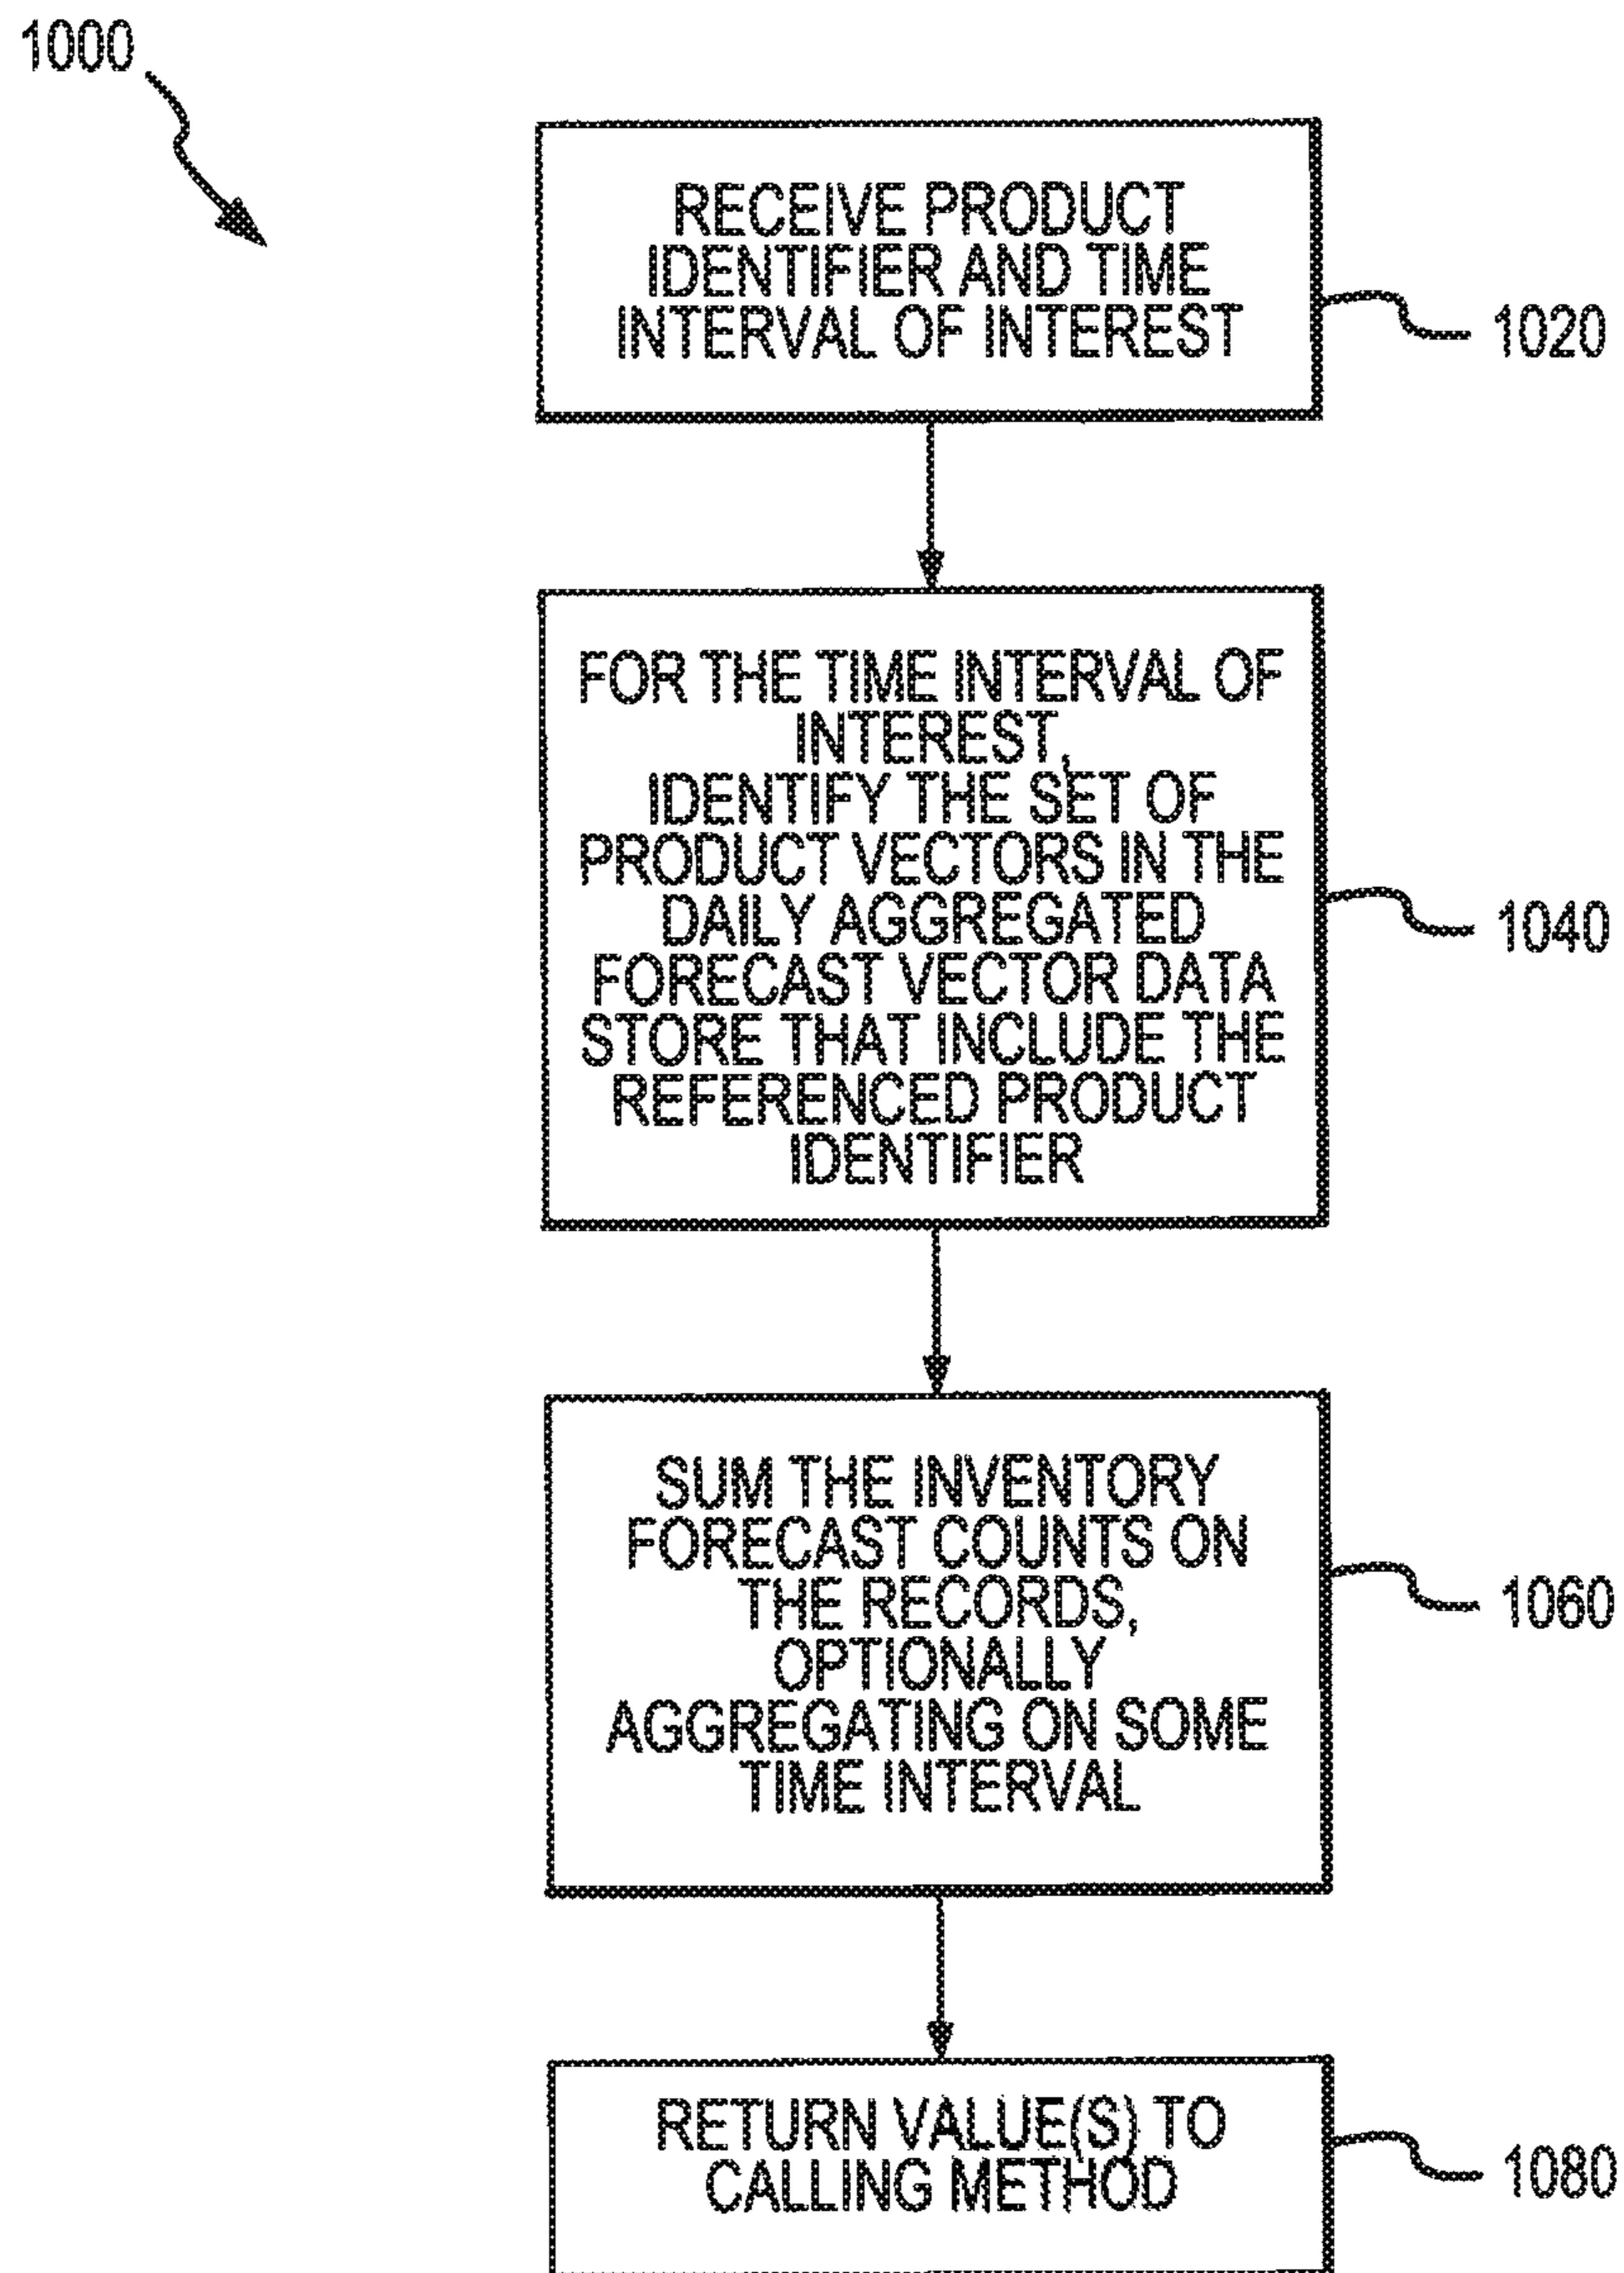 1000
RECEIVE PRODUCT
IDENTIFIER AND TIME
INTERVAL OF INTEREST
1020
FOR THE TIME INTERVAL OF
INTEREST,
IDENTIFY THE SET OF
PRODUCT VECTORS IN THE
DAILY AGGREGATED
FORECAST VECTOR DATA
STORE THAT INCLUDE THE
REFERENCED PRODUCT
IDENTIFIER
1040
SUM THE INVENTORY
FORECAST COUNTS ON
THE RECORDS,
OPTIONALLY
AGGREGATING ON SOME
TIME INTERVAL
1060
RETURN VALUE(S) TO
CALLING METHOD
1080